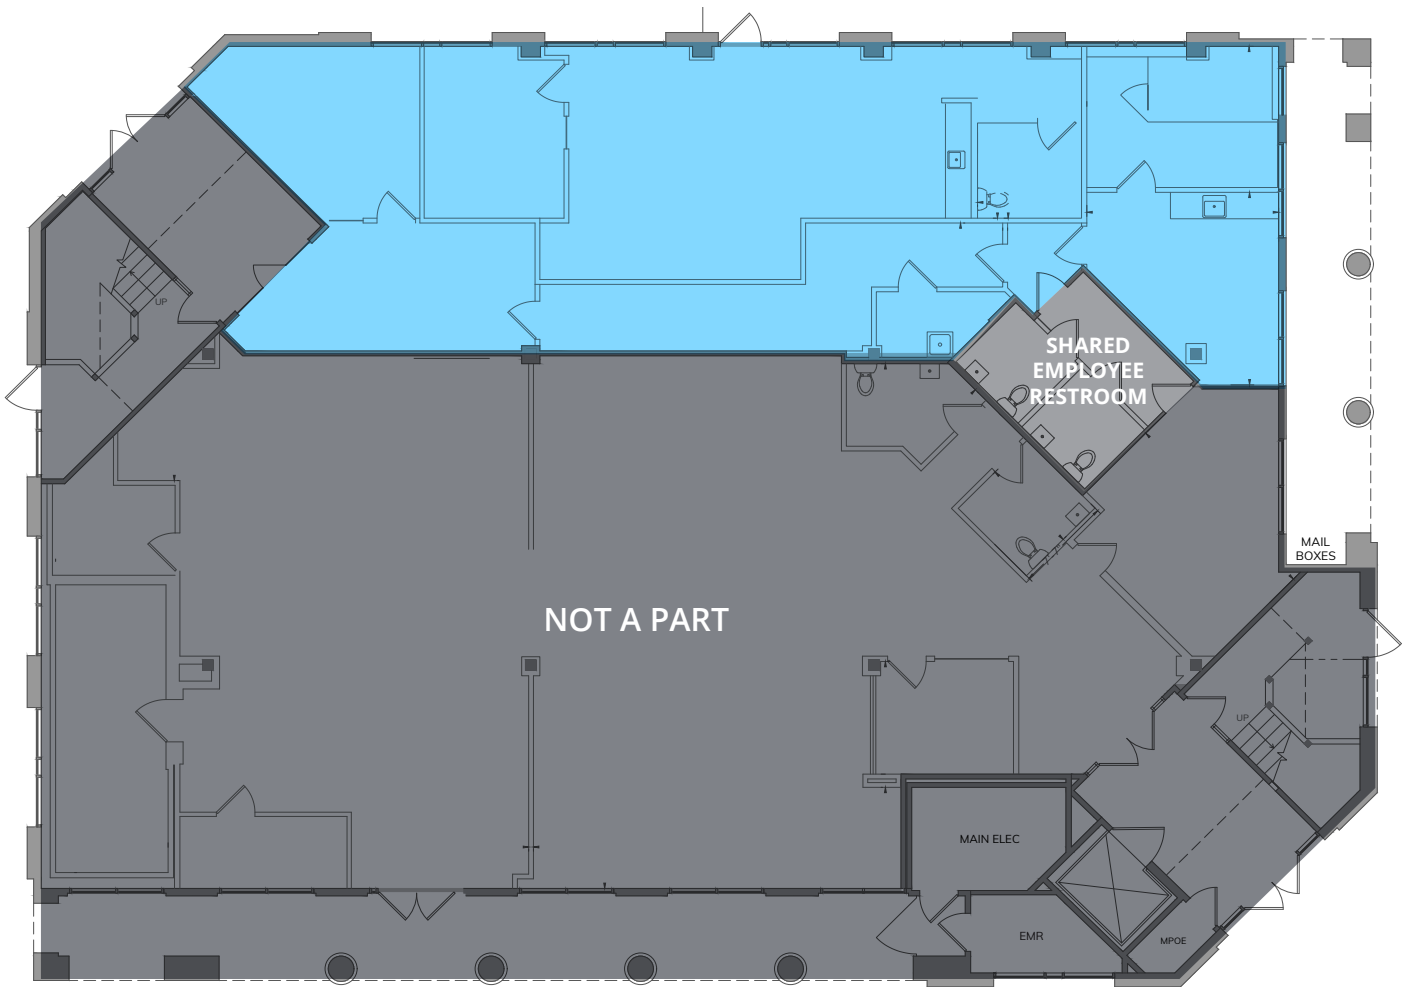 UP
SHARED
EMPLOYEE
RESTROOM
MAIL
BOXES
NOT A PART
UP
MAIN ELEC
EMR
MPOE